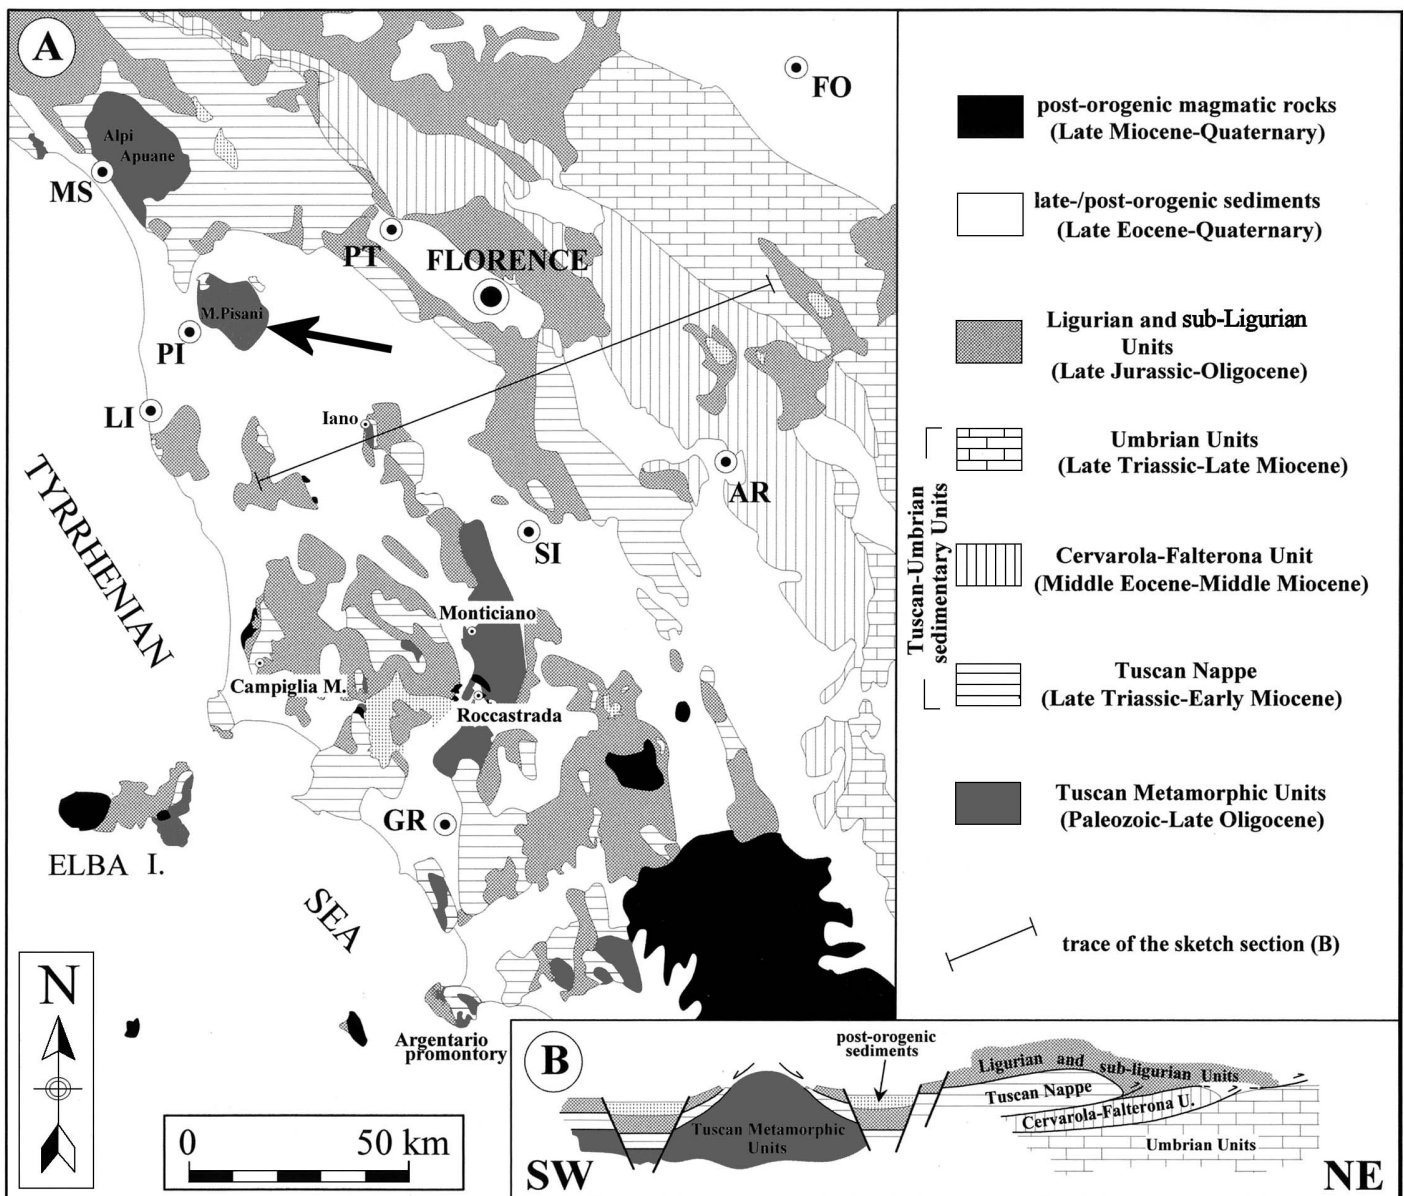 A
FO
Alpi
Apuane
MS
PT
FLORENCE
M.Pisani
PI
LI
Iano
AR
SI
TYRRHENIAN
Monticiano
Campiglia M.
Roccastrada
GR
ELBA I.
SEA
Argentario
promontory
N
0 50 km
post-orogenic magmatic rocks
(Late Miocene-Quaternary)
late-/post-orogenic sediments
(Late Eocene-Quaternary)
Ligurian and sub-Ligurian
Units
(Late Jurassic-Oligocene)
Tuscan-Umbrian
sedimentary Units
Umbrian Units
(Late Triassic-Late Miocene)
Cervarola-Falterona Unit
(Middle Eocene-Middle Miocene)
Tuscan Nappe
(Late Triassic-Early Miocene)
Tuscan Metamorphic Units
(Paleozoic-Late Oligocene)
trace of the sketch section (B)
B
post-orogenic
sediments
Ligurian and sub-ligurian Units
Tuscan Nappe
Cervarola-Falterona U.
Tuscan Metamorphic
Units
Umbrian Units
SW
NE